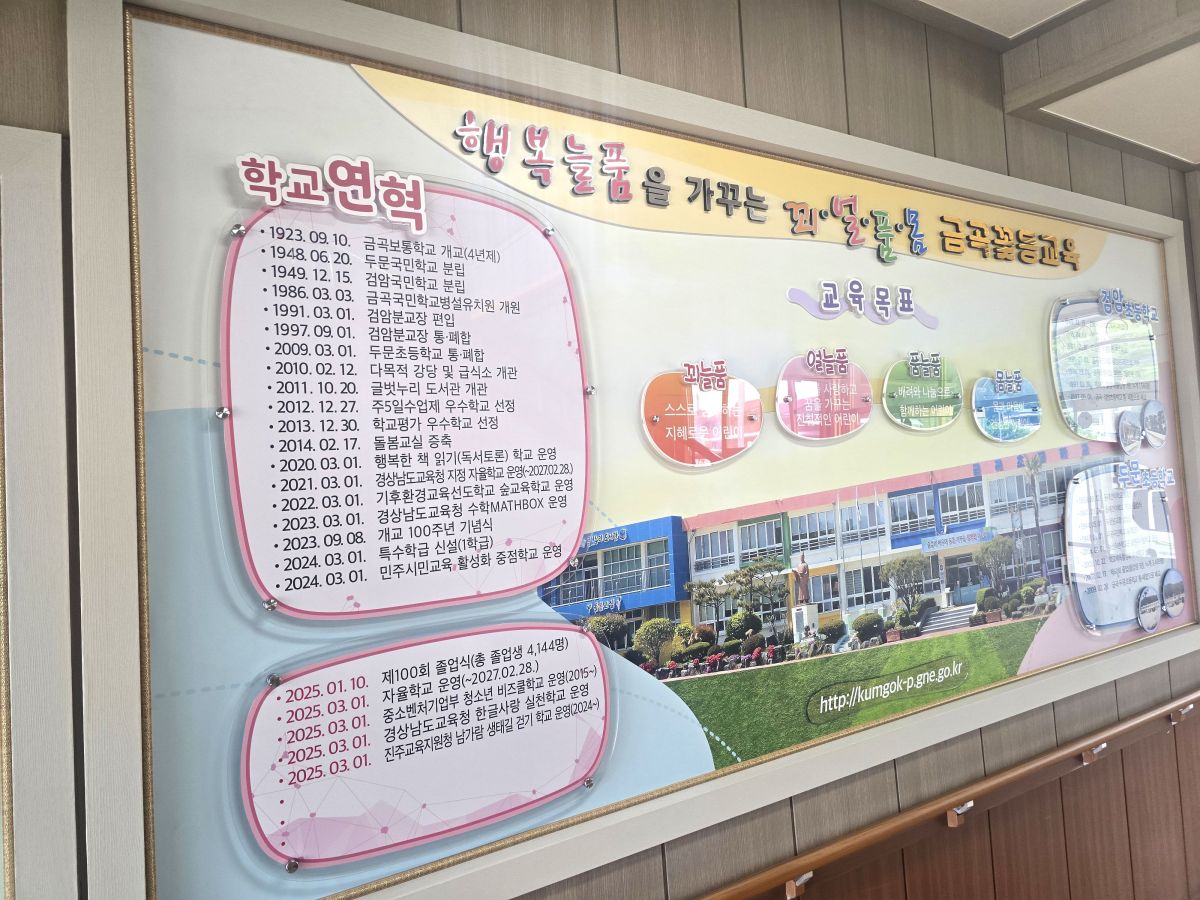 행복늘품을 가꾸는 꾀·널·품·몸 금곡꿈등교육
학교연혁
• 1923. 09. 10. 금곡보통학교 개교(4년제)
• 1948. 06. 20. 두문국민학교 분립
• 1949. 12. 15. 검암국민학교 분립
• 1986. 03. 03. 금곡국민학교병설유치원 개원
• 1991. 03. 01. 검암분교장 편입
• 1997. 09. 01. 검암분교장 통·폐합
• 2009. 03. 01. 두문초등학교 통·폐합
• 2010. 02. 12. 다목적 강당 및 급식소 개관
• 2011. 10. 20. 글벗누리 도서관 개관
• 2012. 12. 27. 주5일수업제 우수학교 선정
• 2013. 12. 30. 학교평가 우수학교 선정
• 2014. 02. 17. 돌봄교실 증축
• 2020. 03. 01. 행복한 책 읽기(독서토론) 학교 운영
• 2021. 03. 01. 경상남도교육청 지정 자율학교 운영(~2027.02.28.)
• 2022. 03. 01. 기후환경교육선도학교 숲교육학교 운영
• 2023. 03. 01. 경상남도교육청 수학MATHBOX 운영
• 2023. 09. 08. 개교 100주년 기념식
• 2024. 03. 01. 특수학급 신설(1학급)
• 2024. 03. 01. 민주시민교육 활성화 중점학교 운영
• 2025. 01. 10. 제100회 졸업식(총 졸업생 4,144명)
• 2025. 03. 01. 자율학교 운영(~2027.02.28.)
• 2025. 03. 01. 중소벤처기업부 청소년 비즈쿨학교 운영(2015~)
• 2025. 03. 01. 경상남도교육청 한글사랑 실천학교 운영
• 2025. 03. 01. 진주교육지원청 남가람 생태길 걷기 학교 운영(2024~)
교육목표
꾀늘품
스스로
지혜로운 어린이
열늘품
사랑하고
꿈을 가꾸는
진취적인 어린이
품늘품
배려와 나눔으로
함께하는 어린이
몸늘품
검암초등학교
두문초등학교
http://kumgok-p.gne.go.kr